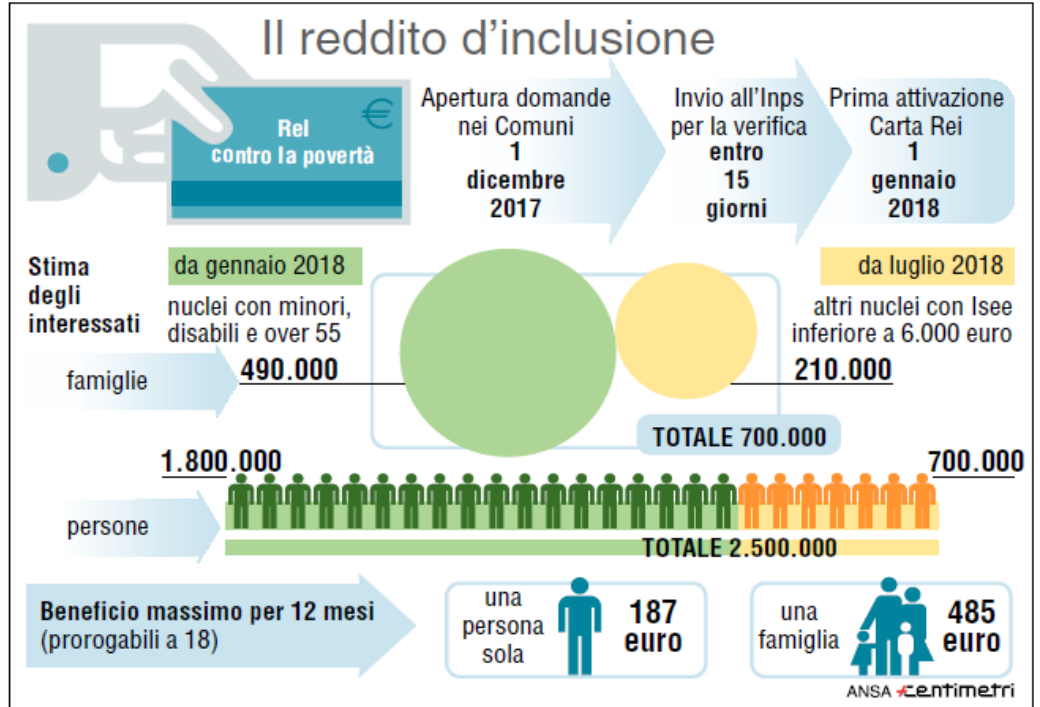 Il reddito d'inclusione
€
ReI
contro la povertà
Apertura domande
nei Comuni
1
dicembre
2017
Invio all'Inps
per la verifica
entro
15
giorni
Prima attivazione
Carta Rei
1
gennaio
2018
Stima
degli
interessati
da gennaio 2018
nuclei con minori,
disabili e over 55
da luglio 2018
altri nuclei con Isee
inferiore a 6.000 euro
famiglie
490.000
210.000
TOTALE 700.000
1.800.000
700.000
persone
TOTALE 2.500.000
Beneficio massimo per 12 mesi
(prorogabili a 18)
una
persona
sola
187
euro
una
famiglia
485
euro
ANSA centimetri